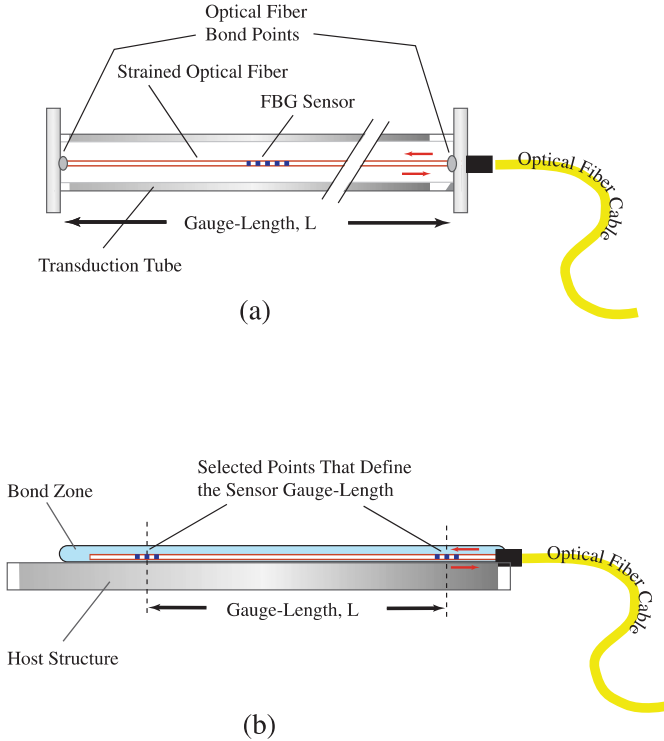 Optical Fiber
Bond Points
Strained Optical Fiber
FBG Sensor
Optical Fiber Cable
Gauge-Length, L
Transduction Tube
(a)
Selected Points That Define
the Sensor Gauge-Length
Bond Zone
Optical Fiber Cable
Gauge-Length, L
Host Structure
(b)